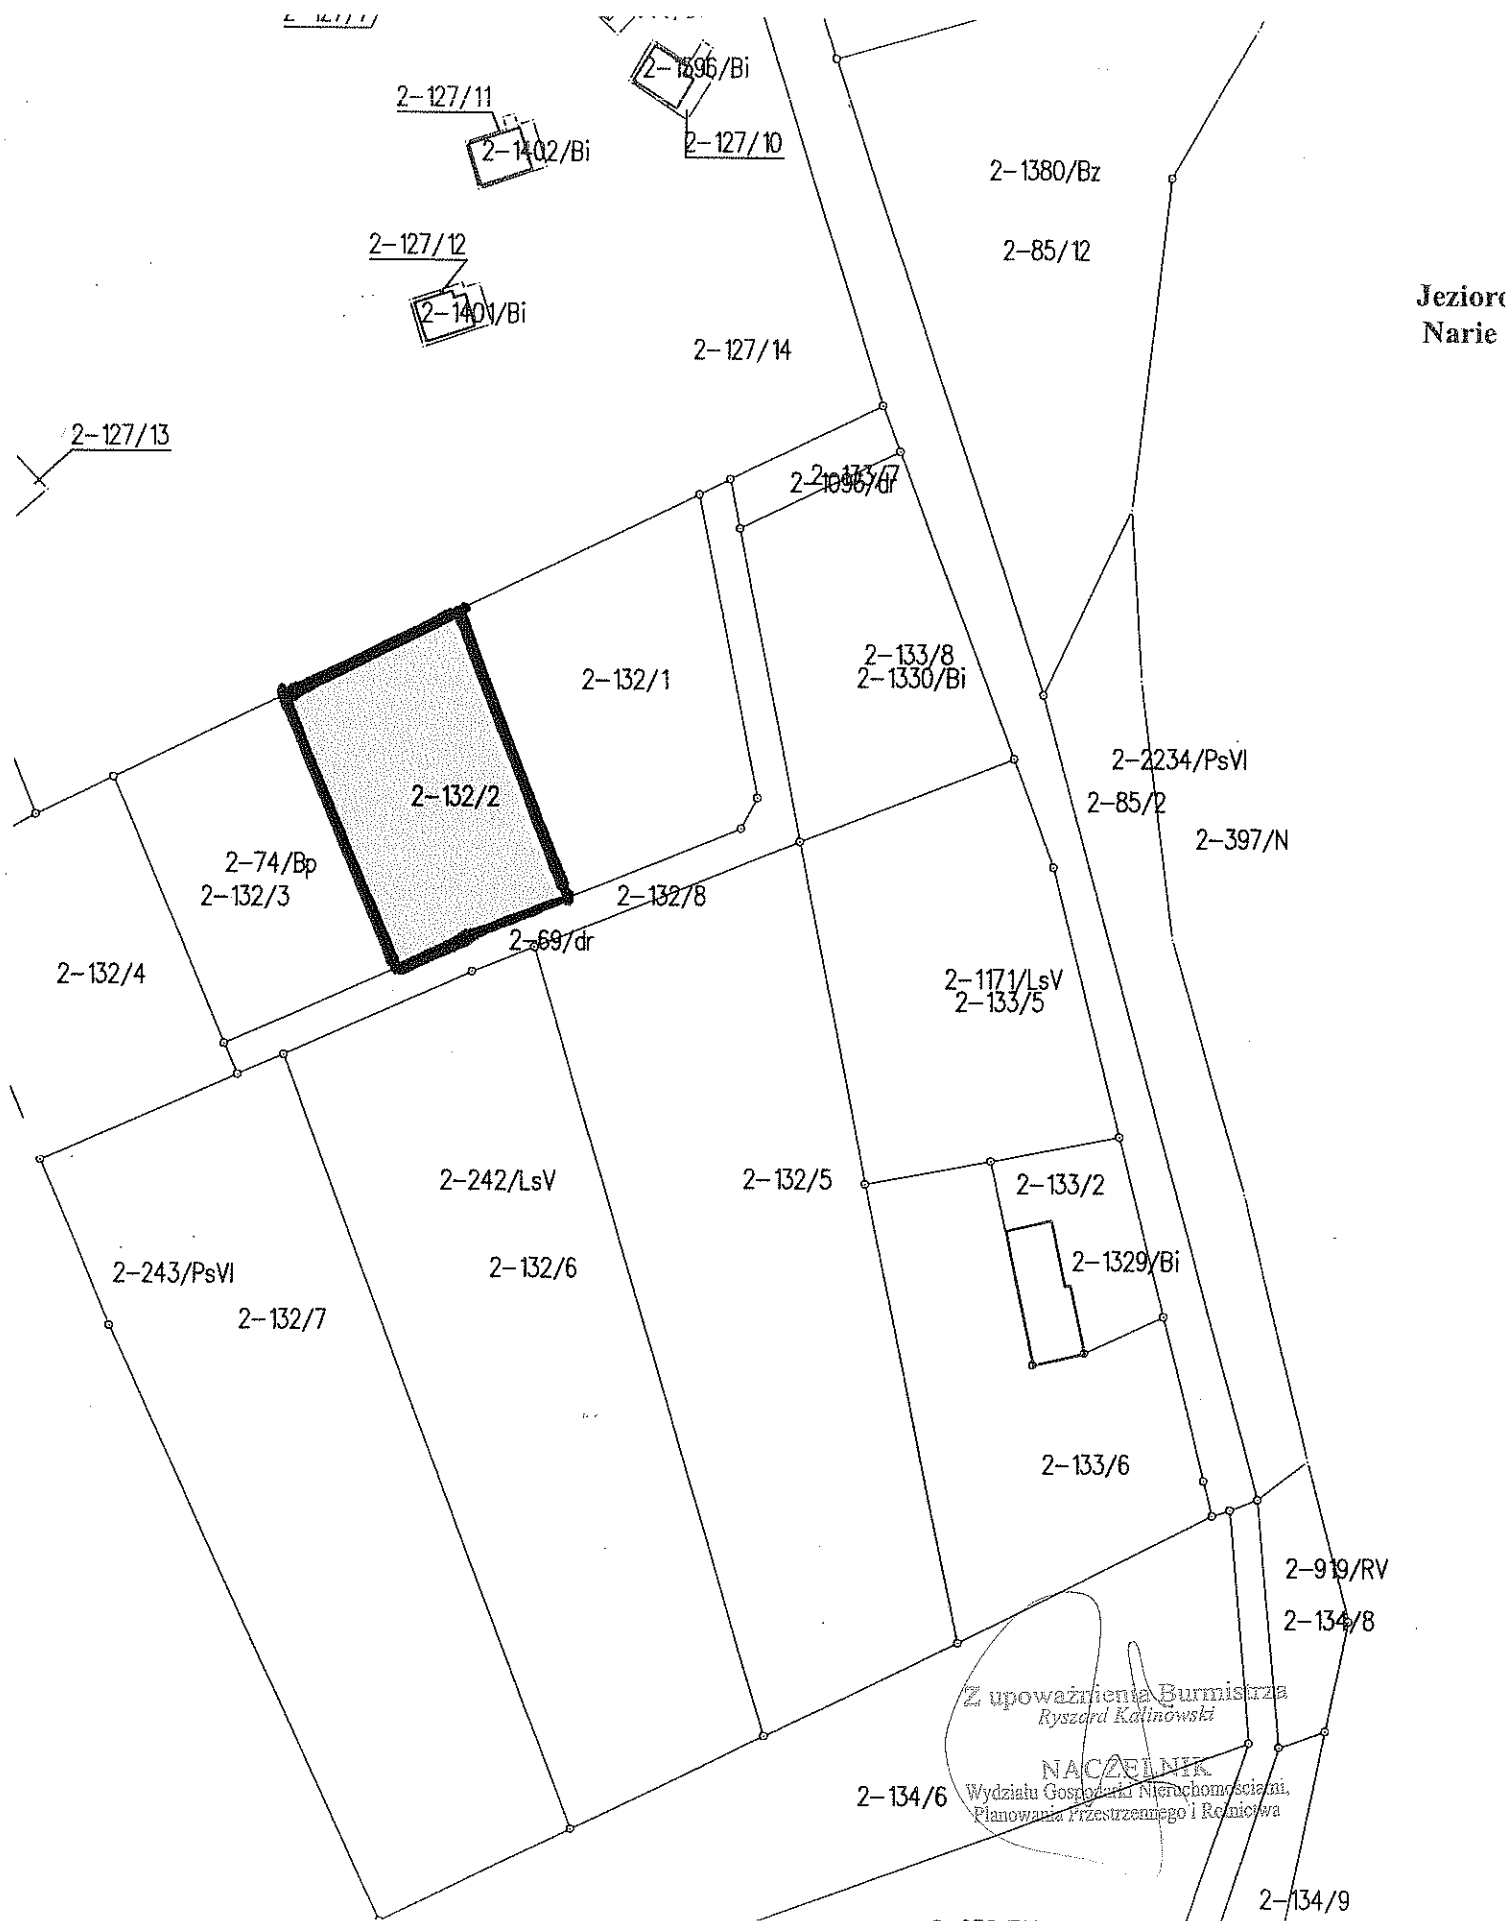 2-127/11
2-1402/Bi
2-127/10
2-127/12
2-1401/Bi
2-1380/Bz
2-85/12
Narie
2-127/14
2-127/13
2-133/7
2-1096/dr
2-132/1
2-133/8
2-1330/Bi
2-2234/PsVI
2-85/2
2-397/N
2-132/2
2-74/Bp
2-132/3
2-132/8
2-69/dr
2-132/4
2-1171/LsV
2-133/5
2-242/LsV
2-132/5
2-133/2
2-1329/Bi
2-243/PsVI
2-132/6
2-132/7
2-133/6
2-919/RV
2-134/8
Z upoważnienia Burmistrza
Ryszard Kalinowski
NACZELNIK
Wydziału Gospodarki Nieruchomościami,
Planowania Przestrzennego i Rolnictwa
2-134/6
2-134/9